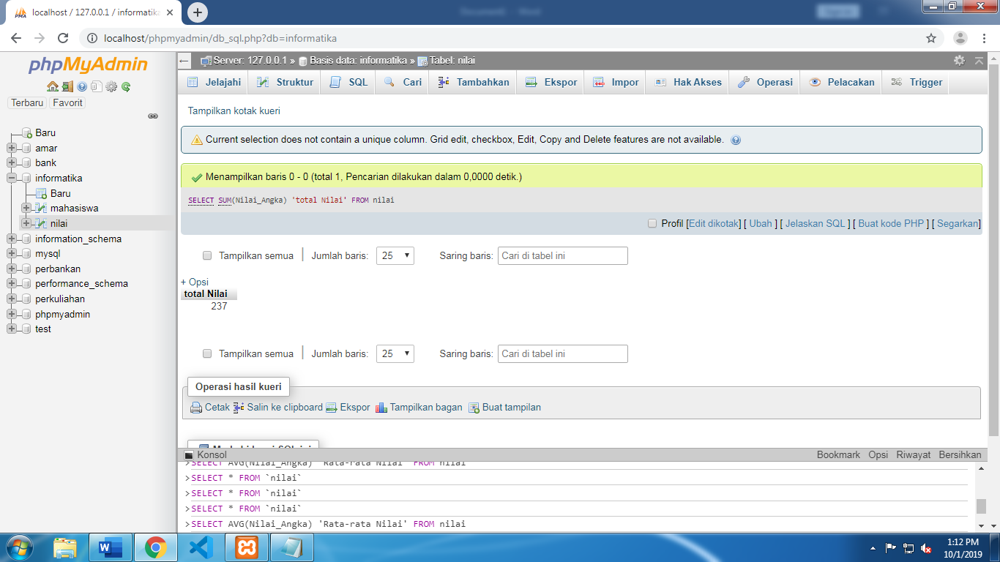 localhost / 127.0.0.1 / informatika
localhost/phpmyadmin/db_sql.php?db=informatika
phpMyAdmin
Terbaru Favorit
Baru
amar
bank
informatika
Baru
mahasiswa
nilai
information_schema
mysql
perbankan
performance_schema
perkuliahan
phpmyadmin
test
Server: 127.0.0.1 » Basis data: informatika » Tabel: nilai
Jelajahi Struktur SQL Cari Tambahkan Ekspor Impor Hak Akses Operasi Pelacakan Trigger
Tampilkan kotak kueri
Current selection does not contain a unique column. Grid edit, checkbox, Edit, Copy and Delete features are not available.
Menampilkan baris 0 - 0 (total 1, Pencarian dilakukan dalam 0,0000 detik.)
SELECT SUM(Nilai_Angka) 'total Nilai' FROM nilai
Profil [Edit dikotak] [ Ubah ] [ Jelaskan SQL ] [ Buat kode PHP ] [ Segarkan]
Tampilkan semua | Jumlah baris: 25 Saring baris: Cari di tabel ini
+ Opsi
total Nilai
237
Tampilkan semua | Jumlah baris: 25 Saring baris: Cari di tabel ini
Operasi hasil kueri
Cetak Salin ke clipboard Ekspor Tampilkan bagan Buat tampilan
Konsol Bookmark Opsi Riwayat Bersihkan
>SELECT AVG(Nilai_Angka) 'Rata-rata Nilai' FROM nilai
>SELECT * FROM `nilai`
>SELECT * FROM `nilai`
>SELECT * FROM `nilai`
>SELECT AVG(Nilai_Angka) 'Rata-rata Nilai' FROM nilai
1:12 PM
10/1/2019